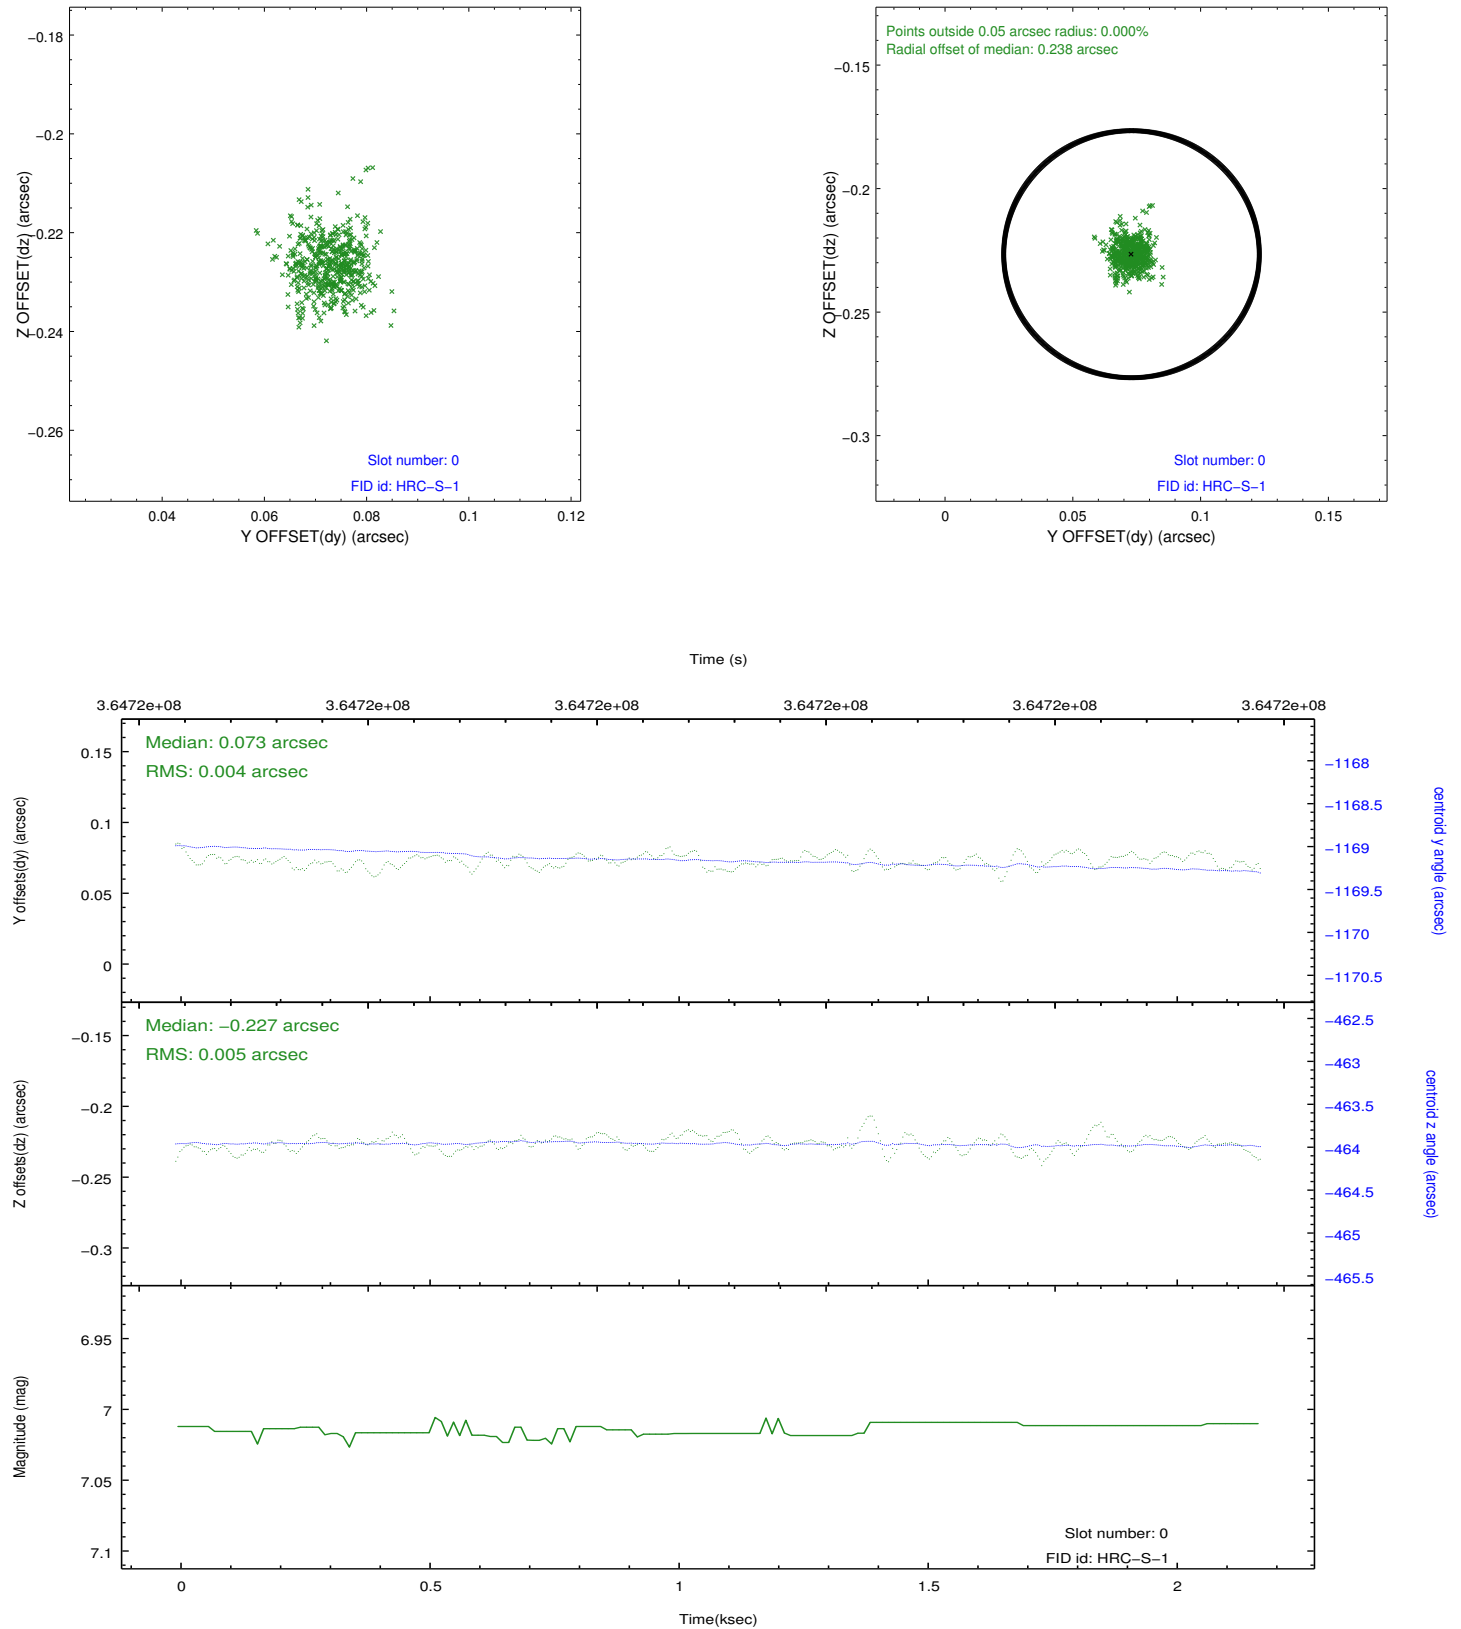 −0.18
−0.2
−0.22
−0.24
−0.26
Z OFFSET(dz) (arcsec)
Slot number: 0
FID id: HRC−S−1
0.04 0.06 0.08 0.1 0.12
Y OFFSET(dy) (arcsec)
Points outside 0.05 arcsec radius: 0.000%
Radial offset of median: 0.238 arcsec
−0.15
−0.2
−0.25
−0.3
Z OFFSET(dz) (arcsec)
Slot number: 0
FID id: HRC−S−1
0 0.05 0.1 0.15
Y OFFSET(dy) (arcsec)
Time (s)
3.6472e+08 3.6472e+08 3.6472e+08 3.6472e+08 3.6472e+08 3.6472e+08
Median: 0.073 arcsec
RMS: 0.004 arcsec
0.15
0.1
0.05
0
Y offsets(dy) (arcsec)
−1168
−1168.5
−1169
−1169.5
−1170
−1170.5
centroid y angle (arcsec)
Median: −0.227 arcsec
RMS: 0.005 arcsec
−0.15
−0.2
−0.25
−0.3
Z offsets(dz) (arcsec)
−462.5
−463
−463.5
−464
−464.5
−465
−465.5
centroid z angle (arcsec)
6.95
7
7.05
7.1
Magnitude (mag)
Slot number: 0
FID id: HRC−S−1
0 0.5 1 1.5 2
Time(ksec)